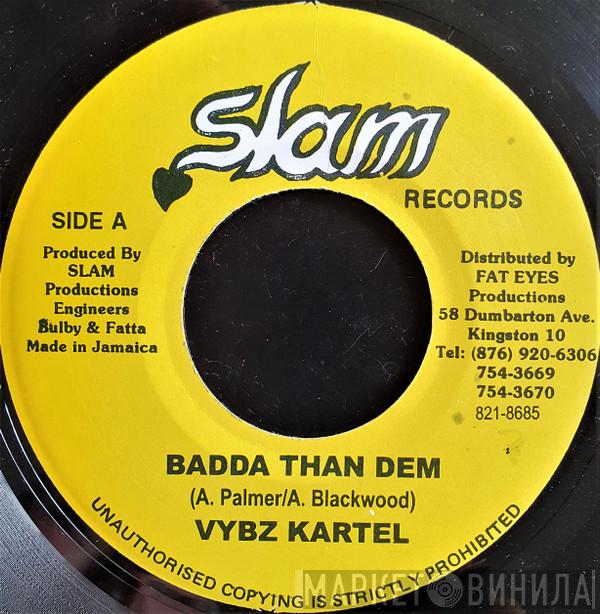 Slam
RECORDS
SIDE A
Produced By
SLAM
Productions
Engineers
Bulby & Fatta
Made in Jamaica
Distributed by
FAT EYES
Productions
58 Dumbarton Ave.
Kingston 10
Tel: (876) 920-6306
754-3669
754-3670
821-8685
BADDA THAN DEM
(A. Palmer/A. Blackwood)
VYBZ KARTEL
UNAUTHORISED COPYING IS STRICTLY PROHIBITED
МАРКЕТ ВИНИЛА